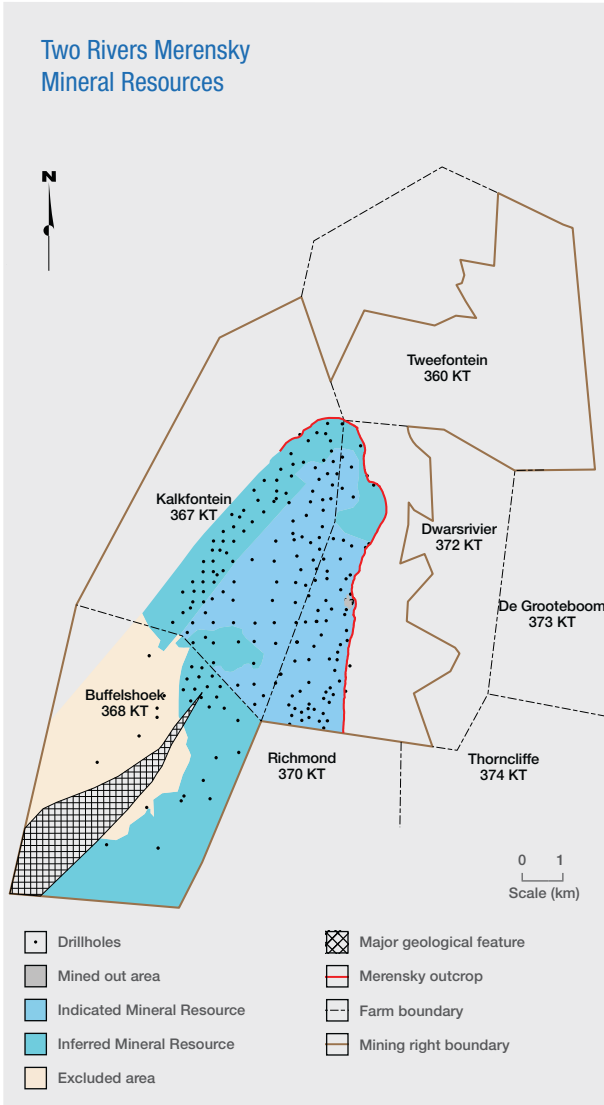 Two Rivers Merensky
Mineral Resources
N
Tweefontein
360 KT
Kalkfontein
367 KT
Dwarsrivier
372 KT
De Grooteboom
373 KT
Buffelshoek
368 KT
Richmond
370 KT
Thorncliffe
374 KT
0 1
Scale (km)
Drillholes
Mined out area
Indicated Mineral Resource
Inferred Mineral Resource
Excluded area
Major geological feature
Merensky outcrop
Farm boundary
Mining right boundary